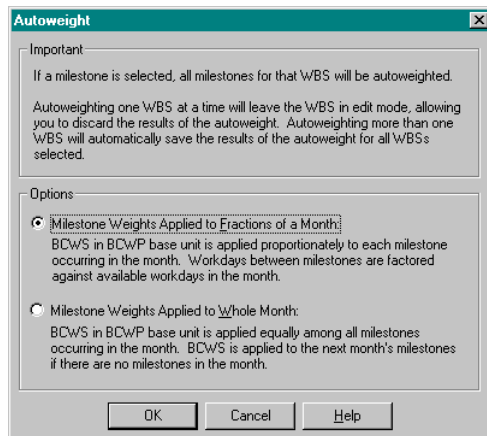 Autoweight
Important
If a milestone is selected, all milestones for that WBS will be autoweighted.
Autoweighting one WBS at a time will leave the WBS in edit mode, allowing
you to discard the results of the autoweight. Autoweighting more than one
WBS will automatically save the results of the autoweight for all WBSs
selected.
Options
Milestone Weights Applied to Fractions of a Month:
BCWS in BCWP base unit is applied proportionately to each milestone
occurring in the month. Workdays between milestones are factored
against available workdays in the month.
Milestone Weights Applied to Whole Month:
BCWS in BCWP base unit is applied equally among all milestones
occurring in the month. BCWS is applied to the next month's milestones
if there are no milestones in the month.
OK Cancel Help